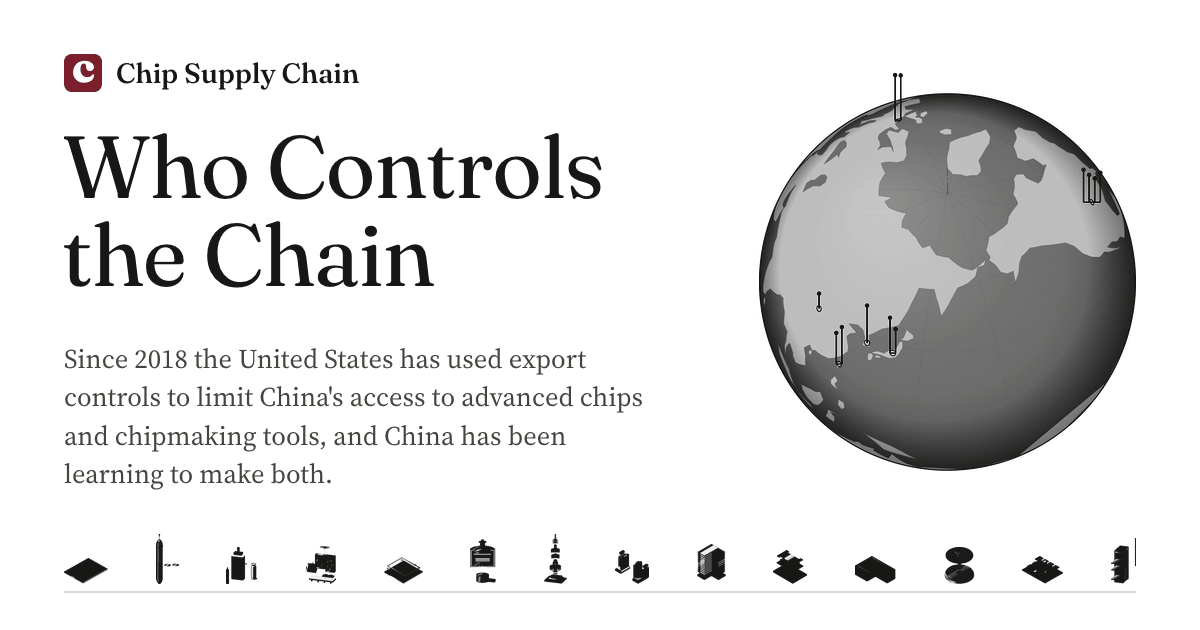 C Chip Supply Chain
Who Controls
the Chain
Since 2018 the United States has used export
controls to limit China's access to advanced chips
and chipmaking tools, and China has been
learning to make both.